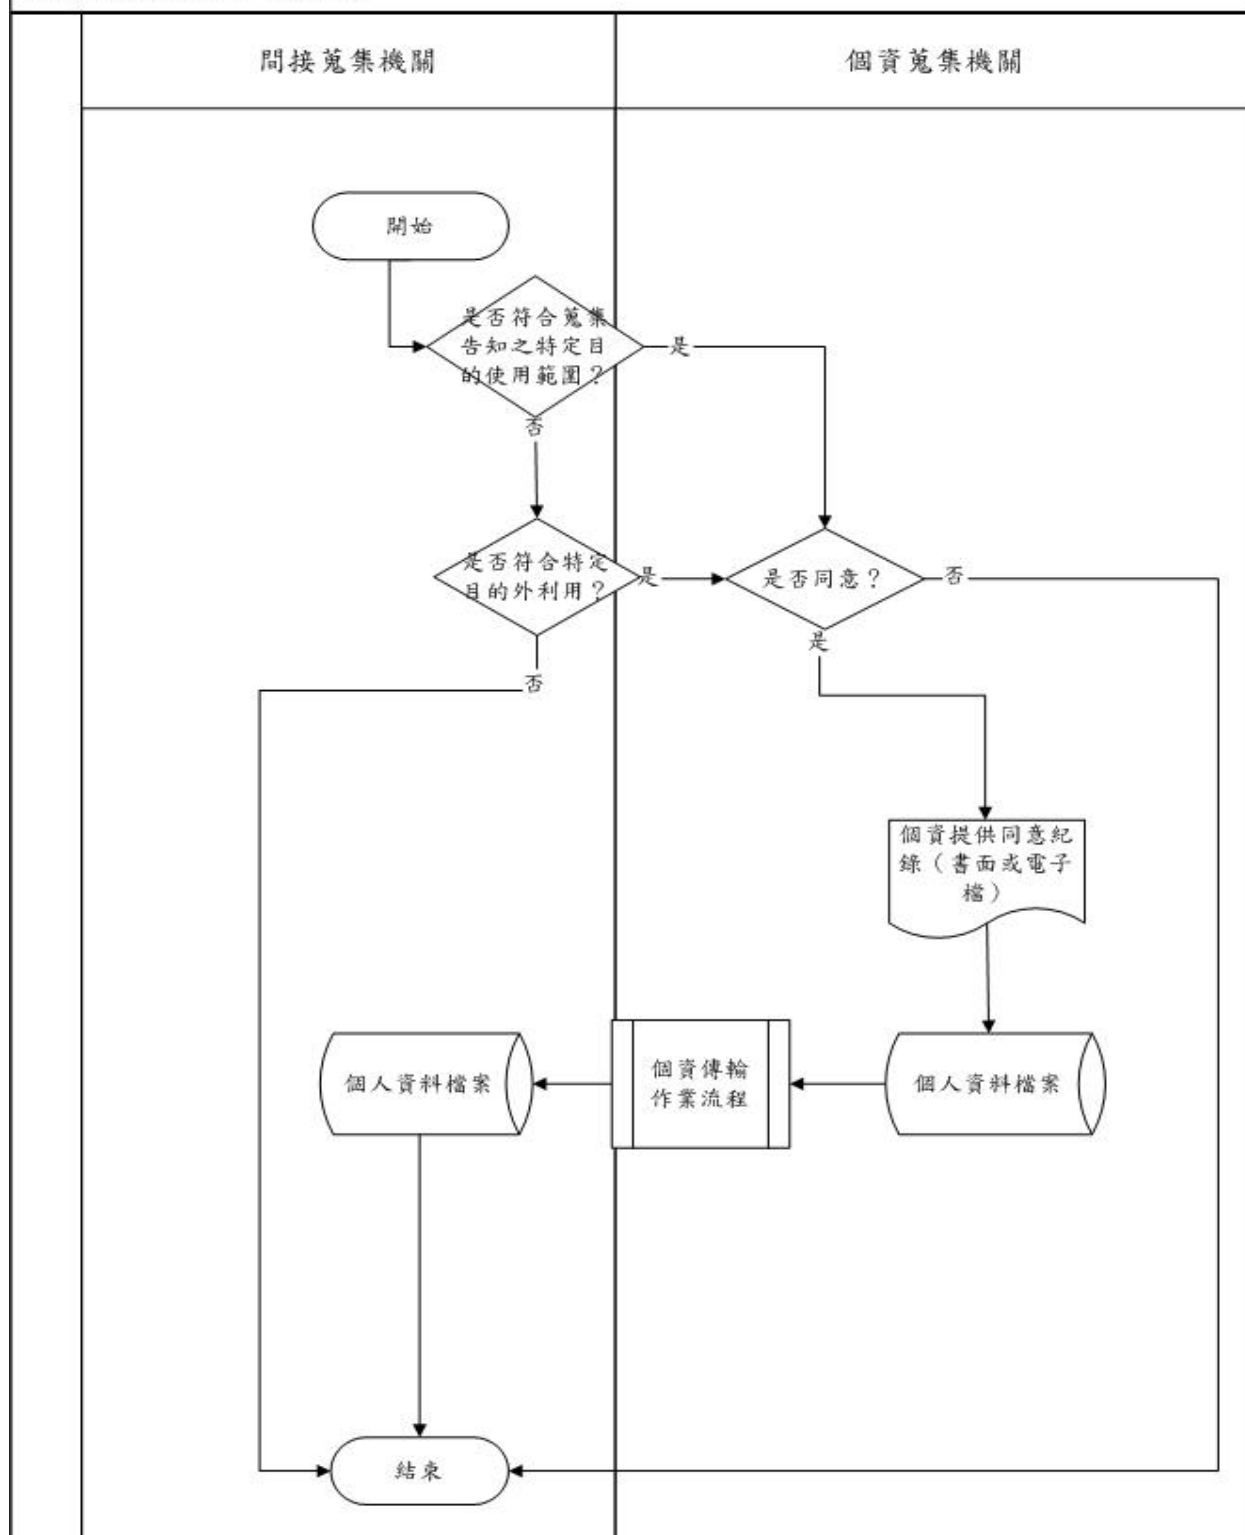 間接蒐集機關
個資蒐集機關
開始
是否符合蒐集
告知之特定目
的使用範圍？
是
否
是否符合特定
目的外利用？
是
是否同意？
否
是
否
個資提供同意紀
錄（書面或電子
檔）
個人資料檔案
個資傳輸
作業流程
個人資料檔案
結束